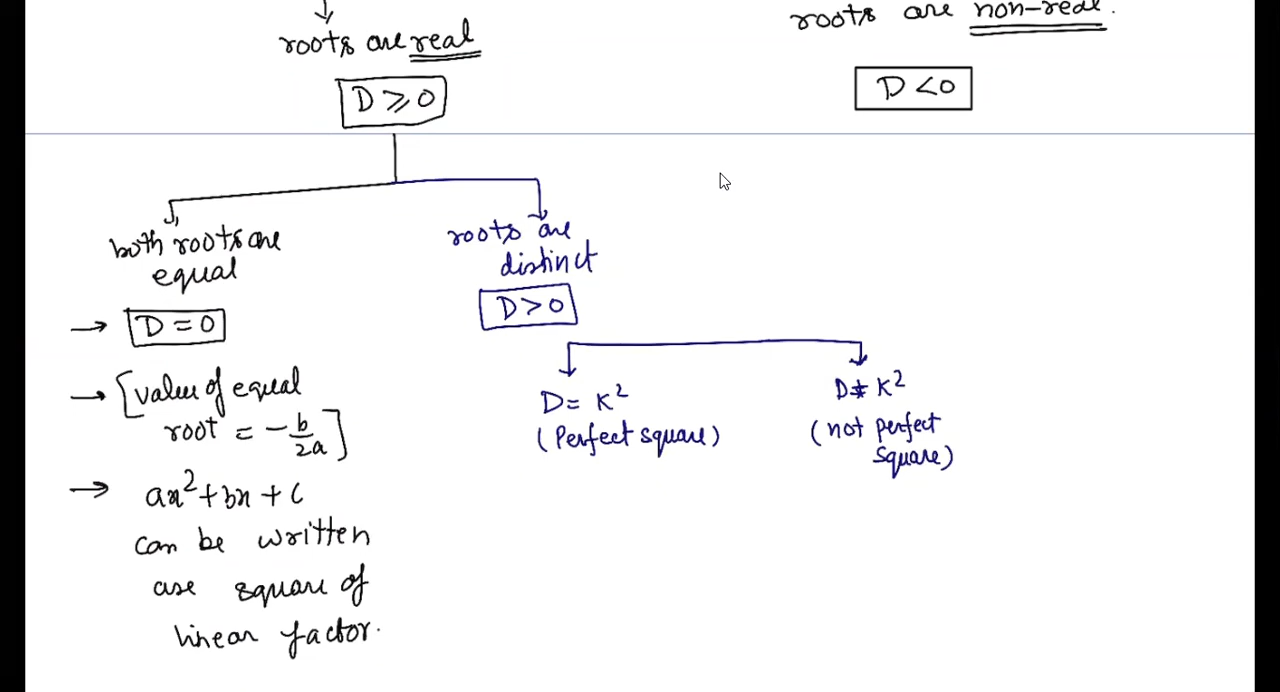 roots are real
roots are non-real.
D ⩾ 0
D < 0
both roots are
equal
roots are
distinct
→ D = 0
D > 0
→ [value of equal
root = -b/2a]
D = K²
(Perfect square)
D ≠ K²
(not perfect
square)
→ ax²+bx+c
can be written
as square of
linear factor.